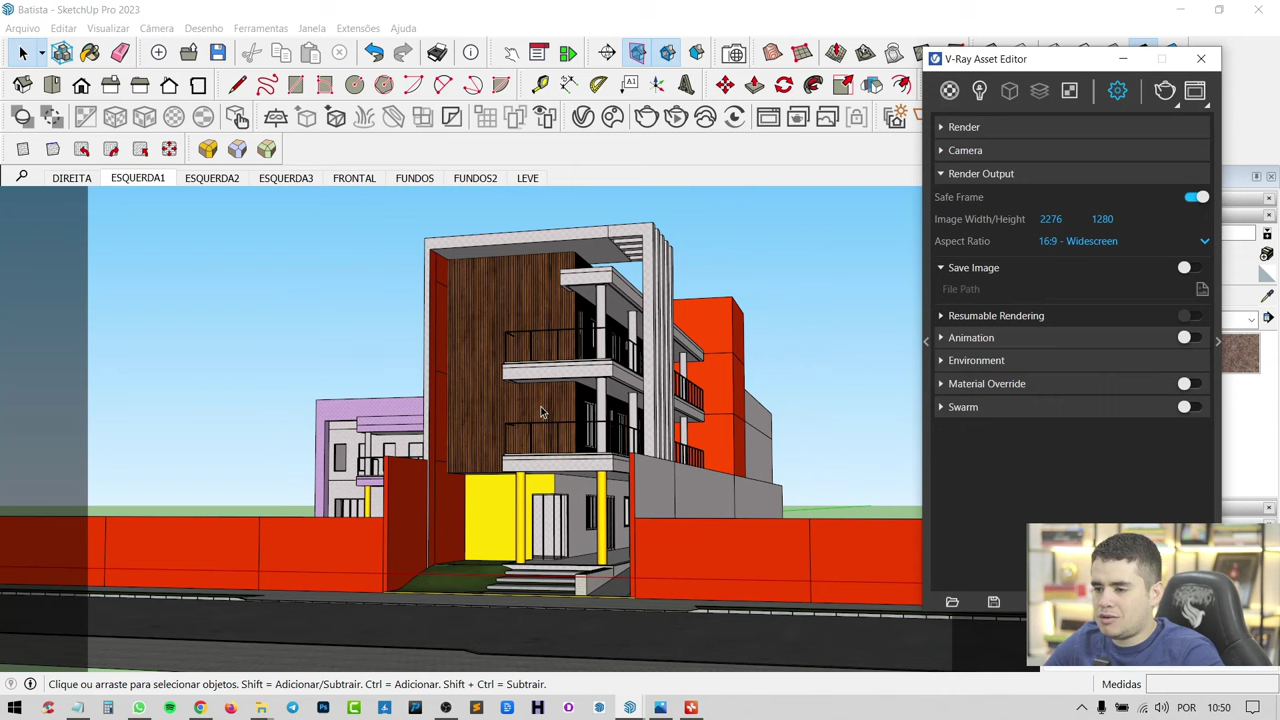 Batista - SketchUp Pro 2023
Arquivo Editar Visualizar Câmera Desenho Ferramentas Janela Extensões Ajuda
A1
DIREITA ESQUERDA1 ESQUERDA2 ESQUERDA3 FRONTAL FUNDOS FUNDOS2 LEVE
V-Ray Asset Editor
Render
Camera
Render Output
Safe Frame
Image Width/Height 2276 1280
Aspect Ratio 16:9 - Widescreen
Save Image
File Path
Resumable Rendering
Animation
Environment
Material Override
Swarm
Clique ou arraste para selecionar objetos. Shift = Adicionar/Subtrair. Ctrl = Adicionar. Shift + Ctrl = Subtrair.
Medidas
POR 10:50